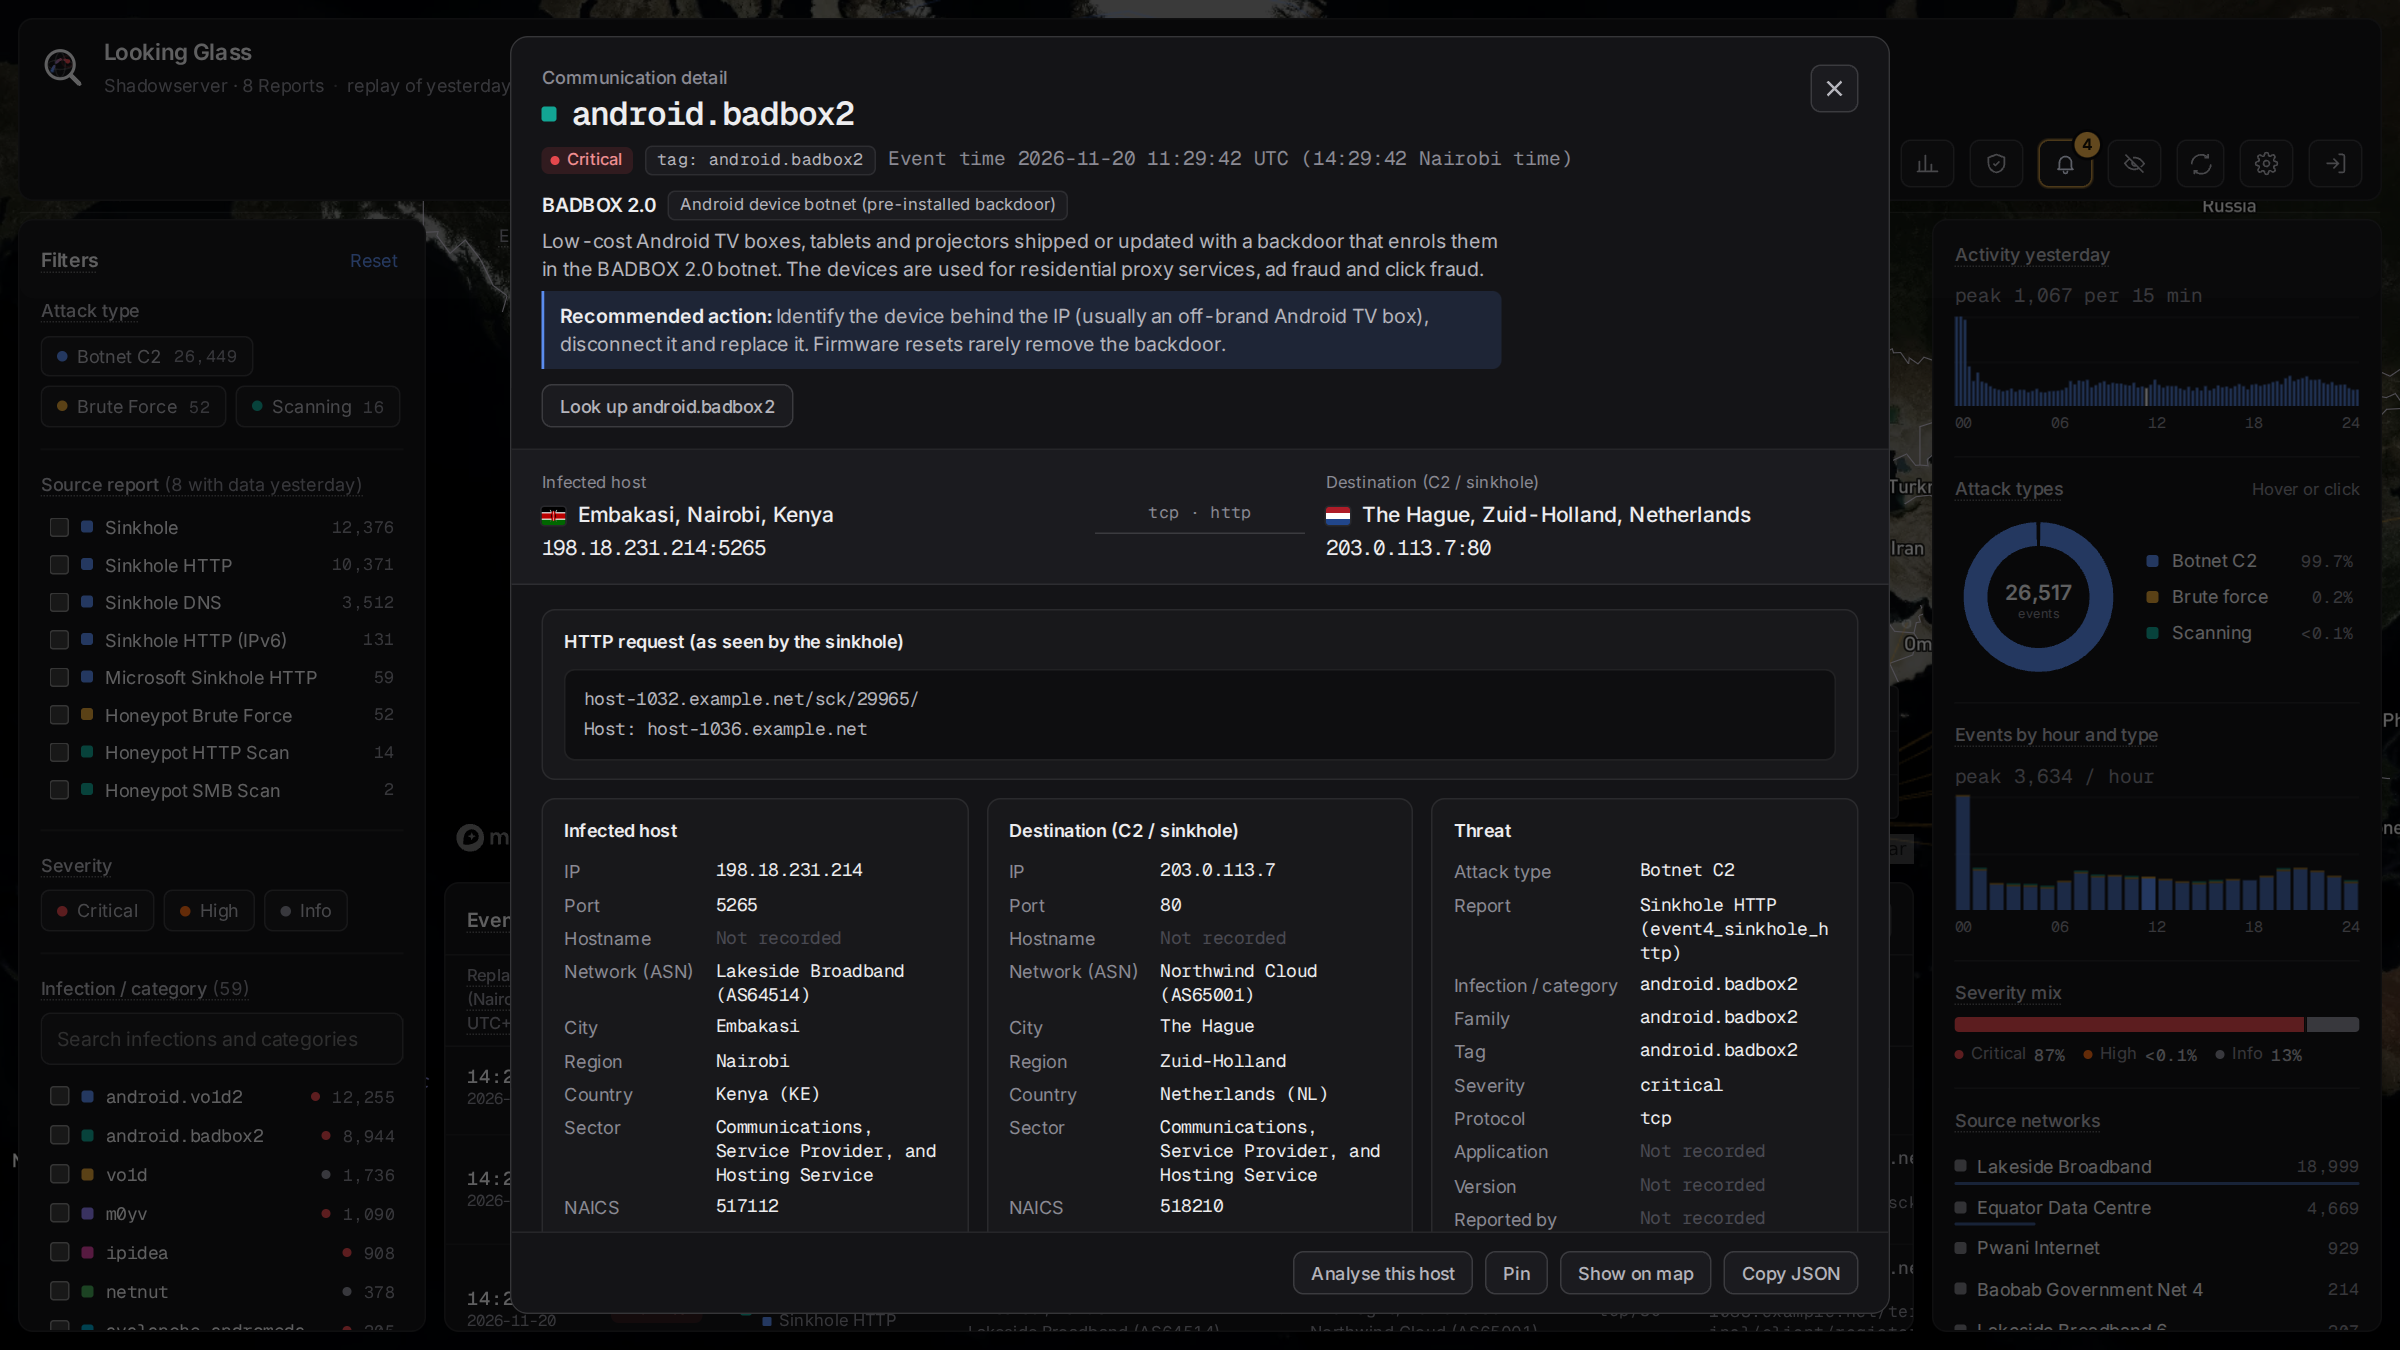 Looking Glass
Shadowserver · 8 Reports · replay of yesterday
4
Filters
Reset
Attack type
Botnet C2 26,449
Brute Force 52
Scanning 16
Source report (8 with data yesterday)
Sinkhole 12,376
Sinkhole HTTP 10,371
Sinkhole DNS 3,512
Sinkhole HTTP (IPv6) 131
Microsoft Sinkhole HTTP 59
Honeypot Brute Force 52
Honeypot HTTP Scan 14
Honeypot SMB Scan 2
Severity
Critical
High
Info
Infection / category (59)
Search infections and categories
android.vo1d2 12,255
android.badbox2 8,944
vo1d 1,736
m0yv 1,090
ipidea 908
netnut 378
Communication detail
android.badbox2
Critical
tag: android.badbox2
Event time 2026-11-20 11:29:42 UTC (14:29:42 Nairobi time)
BADBOX 2.0
Android device botnet (pre-installed backdoor)
Low-cost Android TV boxes, tablets and projectors shipped or updated with a backdoor that enrols them
in the BADBOX 2.0 botnet. The devices are used for residential proxy services, ad fraud and click fraud.
Recommended action: Identify the device behind the IP (usually an off-brand Android TV box),
disconnect it and replace it. Firmware resets rarely remove the backdoor.
Look up android.badbox2
Infected host
Embakasi, Nairobi, Kenya
198.18.231.214:5265
tcp · http
Destination (C2 / sinkhole)
The Hague, Zuid-Holland, Netherlands
203.0.113.7:80
HTTP request (as seen by the sinkhole)
host-1032.example.net/sck/29965/
Host: host-1036.example.net
Infected host
IP 198.18.231.214
Port 5265
Hostname Not recorded
Network (ASN) Lakeside Broadband
(AS64514)
City Embakasi
Region Nairobi
Country Kenya (KE)
Sector Communications,
Service Provider, and
Hosting Service
NAICS 517112
Destination (C2 / sinkhole)
IP 203.0.113.7
Port 80
Hostname Not recorded
Network (ASN) Northwind Cloud
(AS65001)
City The Hague
Region Zuid-Holland
Country Netherlands (NL)
Sector Communications,
Service Provider, and
Hosting Service
NAICS 518210
Threat
Attack type Botnet C2
Report Sinkhole HTTP
(event4_sinkhole_h
ttp)
Infection / category android.badbox2
Family android.badbox2
Tag android.badbox2
Severity critical
Protocol tcp
Application Not recorded
Version Not recorded
Reported by Not recorded
Analyse this host
Pin
Show on map
Copy JSON
2026-11-20
Sinkhole HTTP
Russia
Iran
Activity yesterday
peak 1,067 per 15 min
00 06 12 18 24
Attack types
Hover or click
26,517
events
Botnet C2 99.7%
Brute force 0.2%
Scanning <0.1%
Events by hour and type
peak 3,634 / hour
00 06 12 18 24
Severity mix
Critical 87%
High <0.1%
Info 13%
Source networks
Lakeside Broadband 18,999
Equator Data Centre 4,669
Pwani Internet 929
Baobab Government Net 4 214